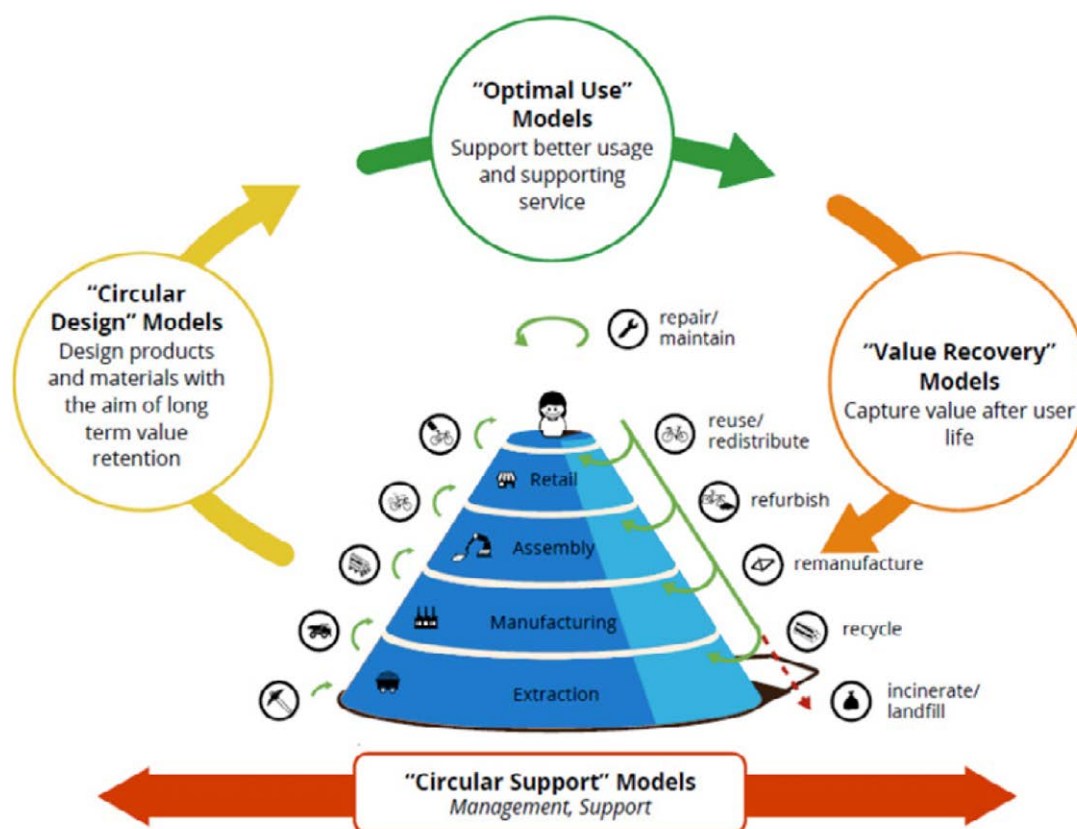 “Optimal Use”
Models
Support better usage
and supporting
service
“Circular
Design” Models
Design products
and materials with
the aim of long
term value
retention
“Value Recovery”
Models
Capture value after user
life
repair/
maintain
reuse/
redistribute
Retail
refurbish
Assembly
remanufacture
Manufacturing
recycle
Extraction
incinerate/
landfill
“Circular Support” Models
Management, Support